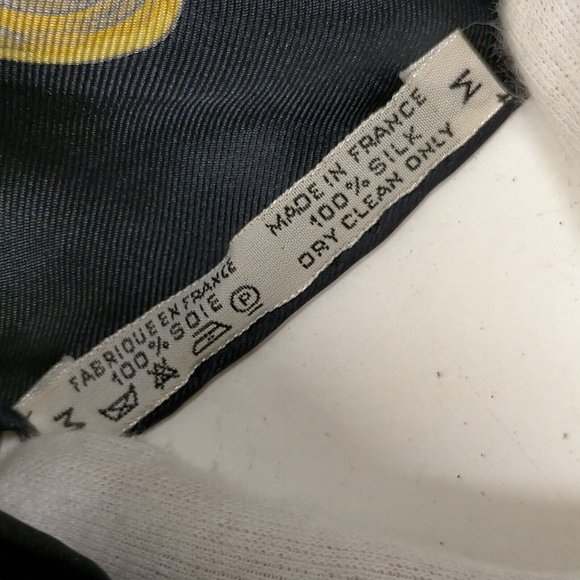 M
MADE IN FRANCE
100% SILK
DRY CLEAN ONLY
FABRIQUE EN FRANCE
100% SOIE
P
M